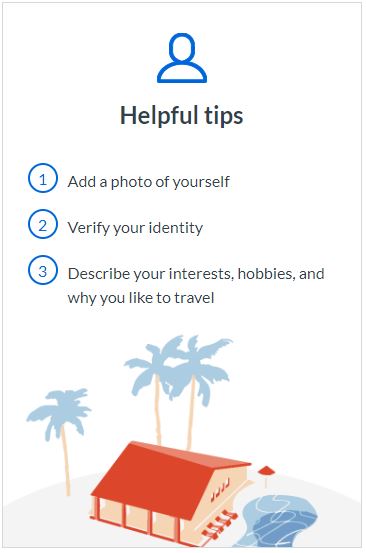 Helpful tips
1 Add a photo of yourself
2 Verify your identity
3 Describe your interests, hobbies, and
why you like to travel